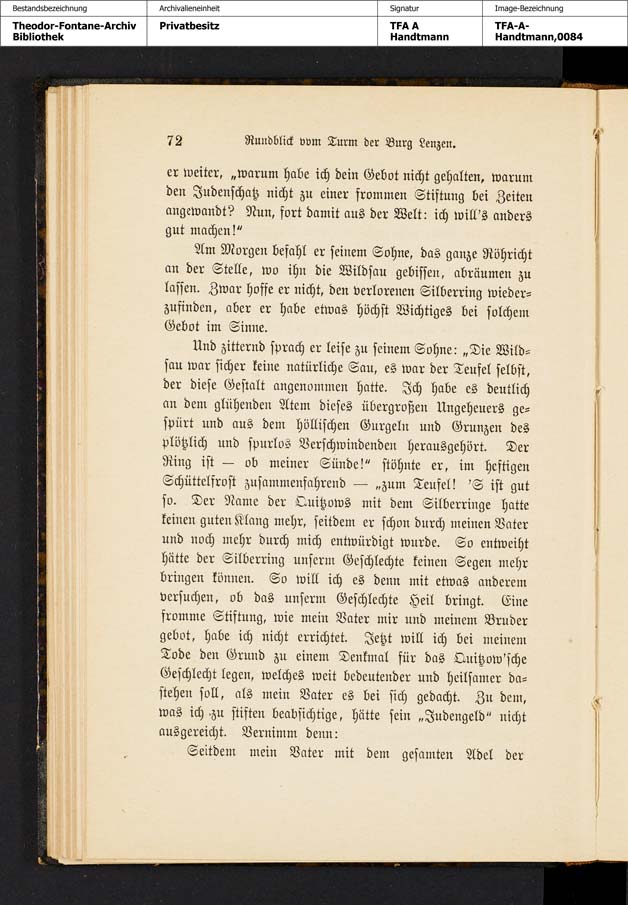 Bestandsbezeichnung
Archivalieneinheit
Signatur
Image-Bezeichnung
Theodor-Fontane-Archiv
Bibliothek
Privatbesitz
TFA A
Handtmann
TFA-A-
Handtmann,0084
72 Rundblick vom Turm der Burg Lenzen.
er weiter, „warum habe ich dein Gebot nicht gehalten, warum
den Judenschatz nicht zu einer frommen Stiftung bei Zeiten
angewandt? Nun, fort damit aus der Welt: ich will's anders
gut machen!“
Am Morgen befahl er seinem Sohne, das ganze Röhricht
an der Stelle, wo ihn die Wildsau gebissen, abräumen zu
lassen. Zwar hoffe er nicht, den verlorenen Silberring wieder-
zufinden, aber er habe etwas höchst Wichtiges bei solchem
Gebot im Sinne.
Und zitternd sprach er leise zu seinem Sohne: „Die Wild-
sau war sicher keine natürliche Sau, es war der Teufel selbst,
der diese Gestalt angenommen hatte. Ich habe es deutlich
an dem glühenden Atem dieses übergroßen Ungeheuers ge-
spürt und aus dem höllischen Gurgeln und Grunzen des
plötzlich und spurlos Verschwindenden herausgehört. Der
Ring ist — ob meiner Sünde!“ stöhnte er, im heftigen
Schüttelfrost zusammenfahrend — „zum Teufel! 'S ist gut
so. Der Name der Quitzows mit dem Silberringe hatte
keinen guten Klang mehr, seitdem er schon durch meinen Vater
und noch mehr durch mich entwürdigt wurde. So entweiht
hätte der Silberring unserm Geschlechte keinen Segen mehr
bringen können. So will ich es denn mit etwas anderem
versuchen, ob das unserm Geschlechte Heil bringt. Eine
fromme Stiftung, wie mein Vater mir und meinem Bruder
gebot, habe ich nicht errichtet. Jetzt will ich bei meinem
Tode den Grund zu einem Denkmal für das Quitzow'sche
Geschlecht legen, welches weit bedeutender und heilsamer da-
stehen soll, als mein Vater es bei sich gedacht. Zu dem,
was ich zu stiften beabsichtige, hätte sein „Judengeld“ nicht
ausgereicht. Vernimm denn:
Seitdem mein Vater mit dem gesamten Adel der